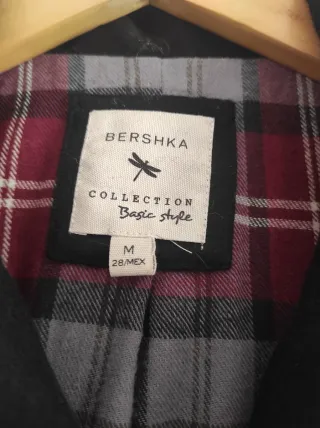 BERSHKA
COLLECTION
Basic style
M
28/MEX